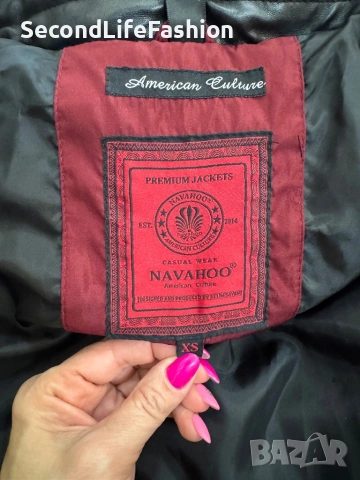 SecondLifeFashion
American Culture
PREMIUM JACKETS
NAVAHOO®
EST. 2014
AMERICAN CULTURE
CASUAL WEAR
NAVAHOO®
American Culture
XS
BAZAR